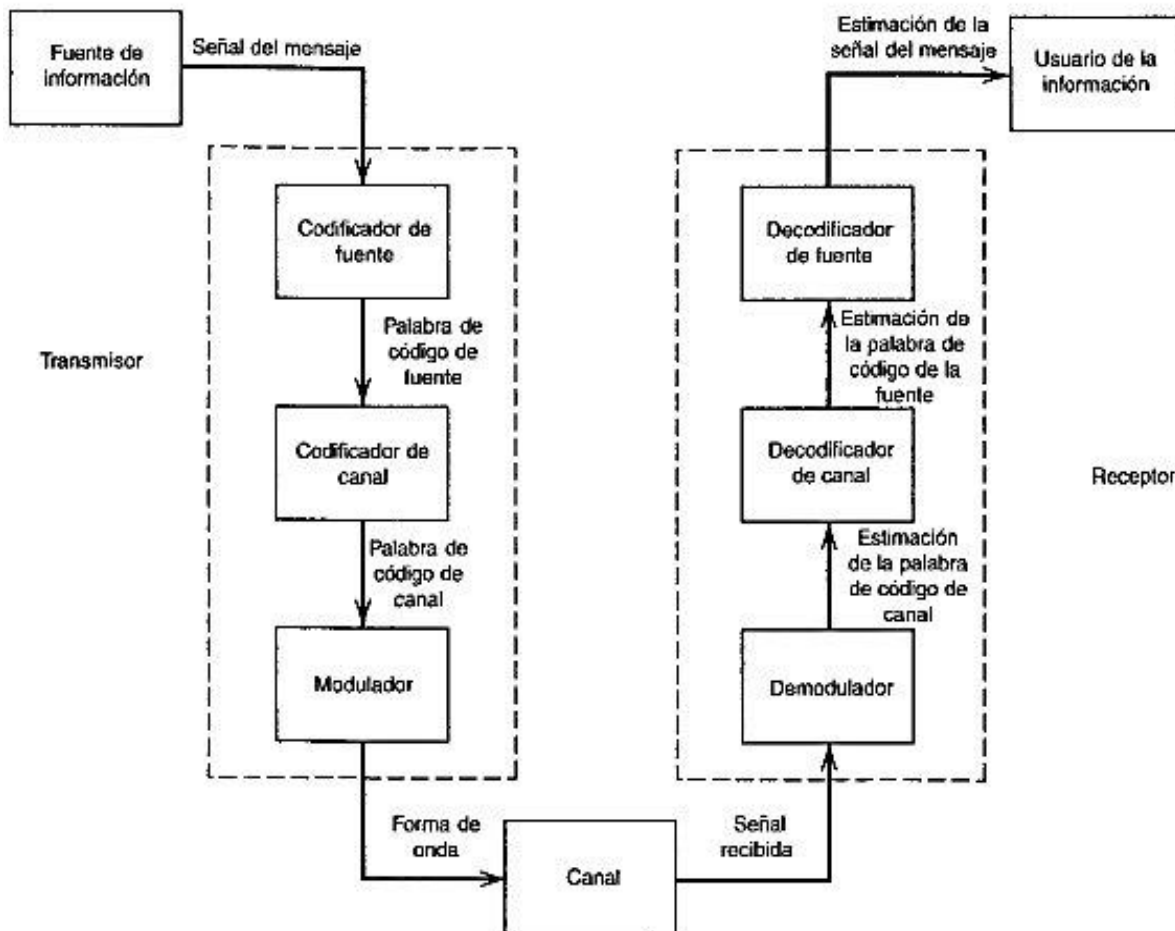 Fuente de
información
Señal del mensaje
Estimación de la
señal del mensaje
Usuario de la
información
Transmisor
Codificador de
fuente
Palabra de
código de
fuente
Codificador de
canal
Palabra de
código de
canal
Modulador
Forma de
onda
Canal
Señal
recibida
Demodulador
Estimación
de la palabra
de código de
canal
Decodificador
de canal
Estimación de
la palabra de
código de la
fuente
Decodificador
de fuente
Receptor